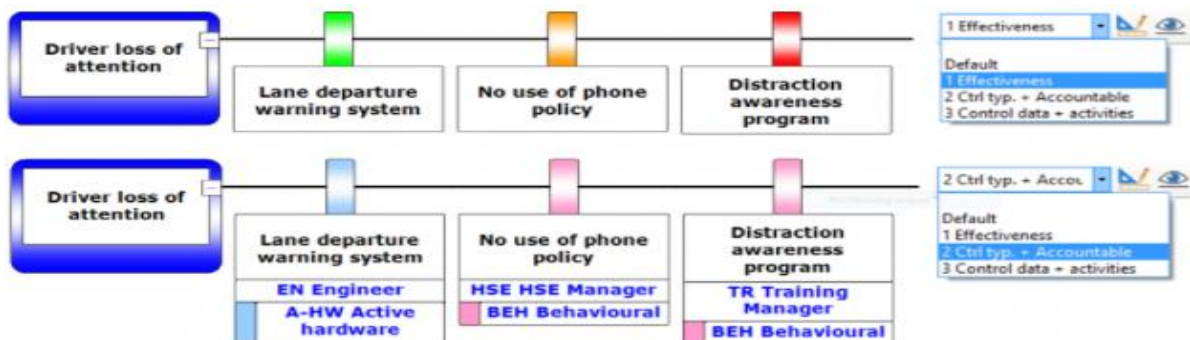 Driver loss of
attention
Lane departure
warning system
No use of phone
policy
Distraction
awareness
program
1 Effectiveness
Default
1 Effectiveness
2 Ctrl typ. + Accountable
3 Control data + activities
Driver loss of
attention
Lane departure
warning system
EN Engineer
A-HW Active
hardware
No use of phone
policy
HSE HSE Manager
BEH Behavioural
Distraction
awareness
program
TR Training
Manager
BEH Behavioural
2 Ctrl typ. + Accou
Default
1 Effectiveness
2 Ctrl typ. + Accountable
3 Control data + activities